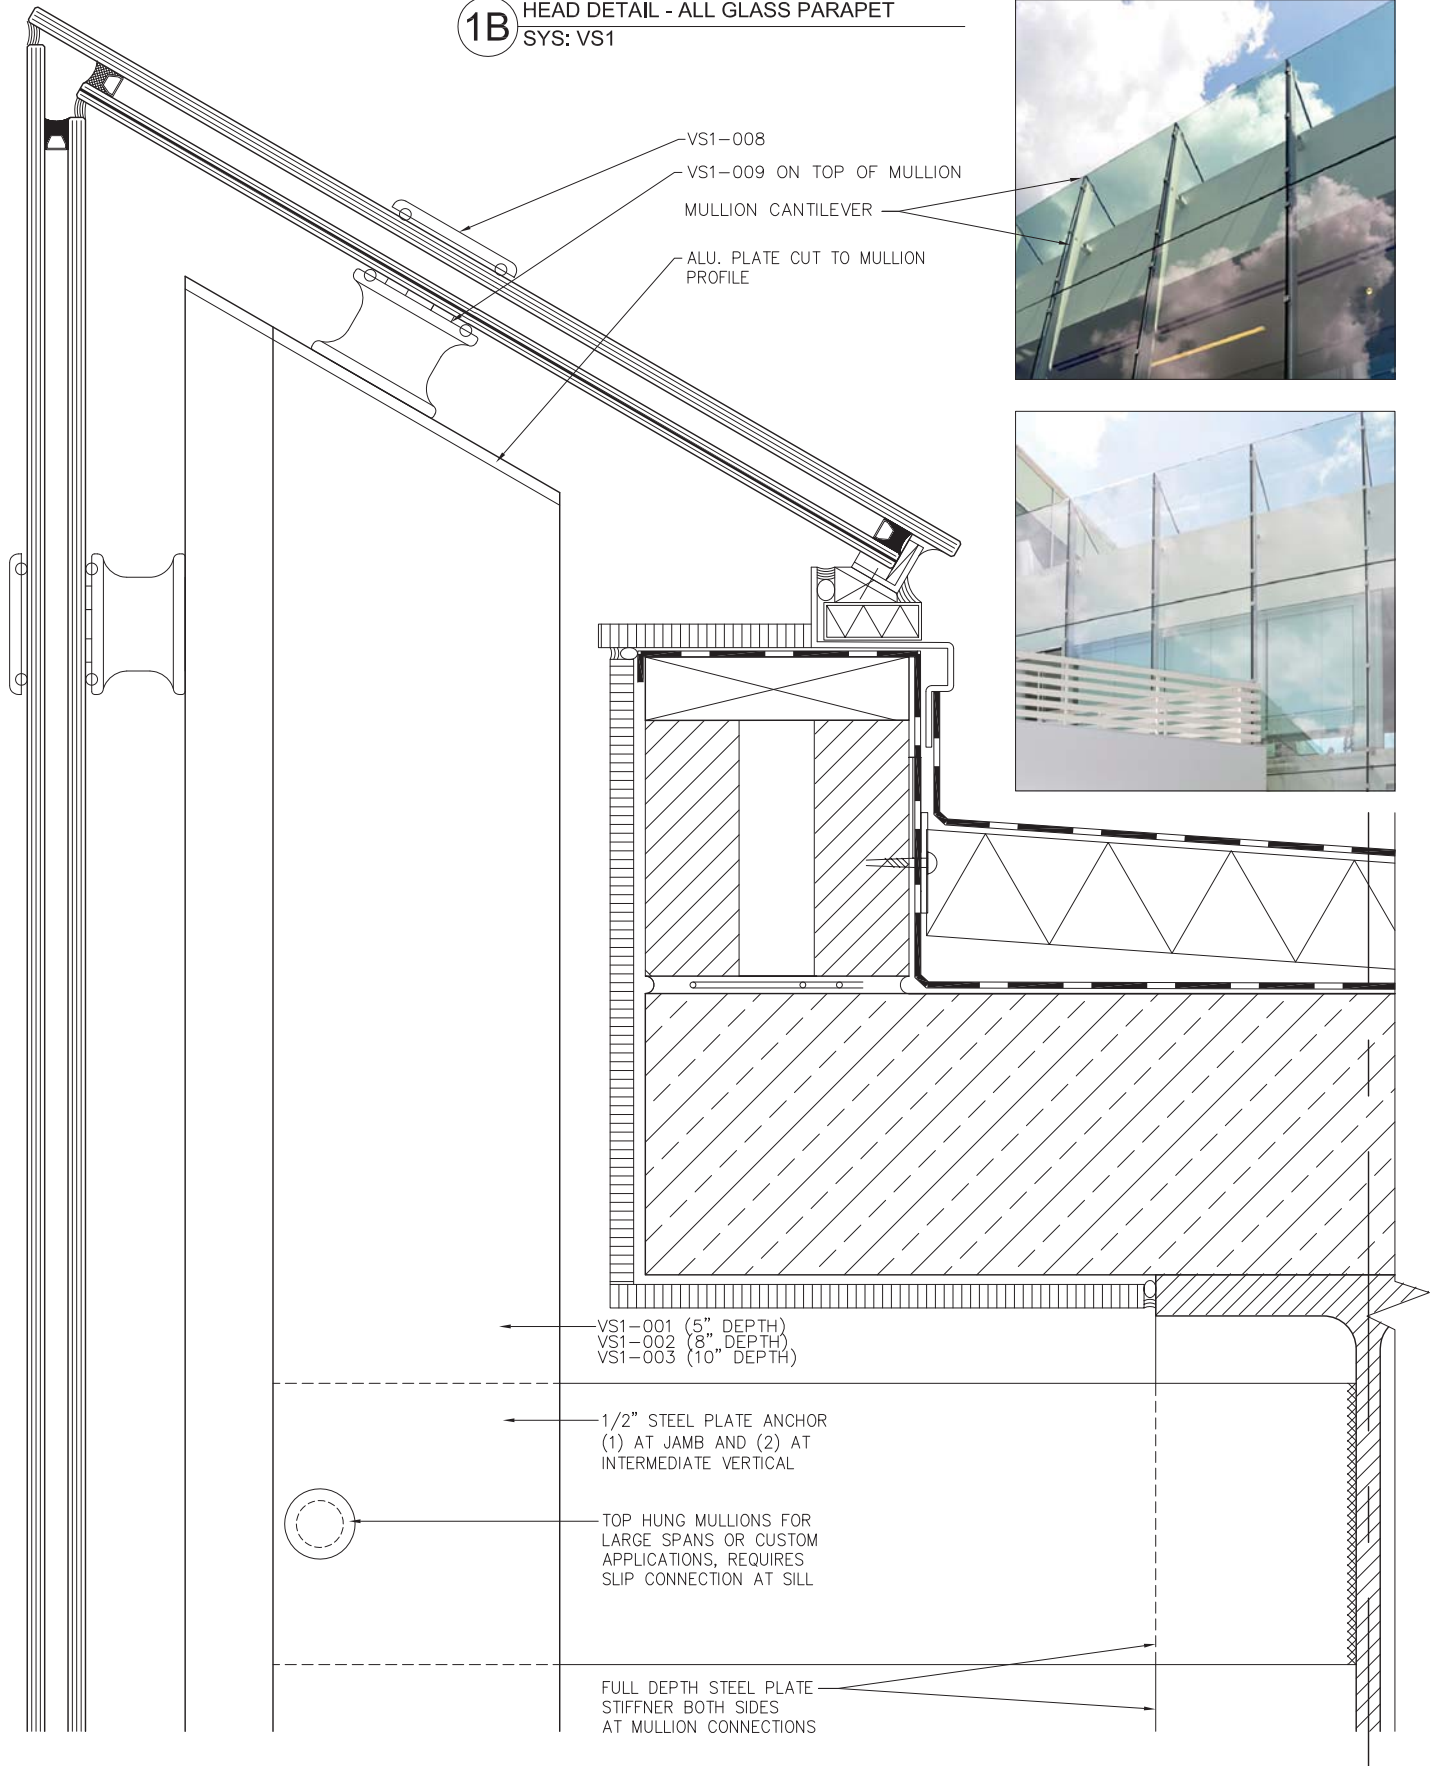 1B
HEAD DETAIL - ALL GLASS PARAPET
SYS: VS1
VS1-008
VS1-009 ON TOP OF MULLION
MULLION CANTILEVER
ALU. PLATE CUT TO MULLION
PROFILE
VS1-001 (5" DEPTH)
VS1-002 (8" DEPTH)
VS1-003 (10" DEPTH)
1/2" STEEL PLATE ANCHOR
(1) AT JAMB AND (2) AT
INTERMEDIATE VERTICAL
TOP HUNG MULLIONS FOR
LARGE SPANS OR CUSTOM
APPLICATIONS, REQUIRES
SLIP CONNECTION AT SILL
FULL DEPTH STEEL PLATE
STIFFNER BOTH SIDES
AT MULLION CONNECTIONS